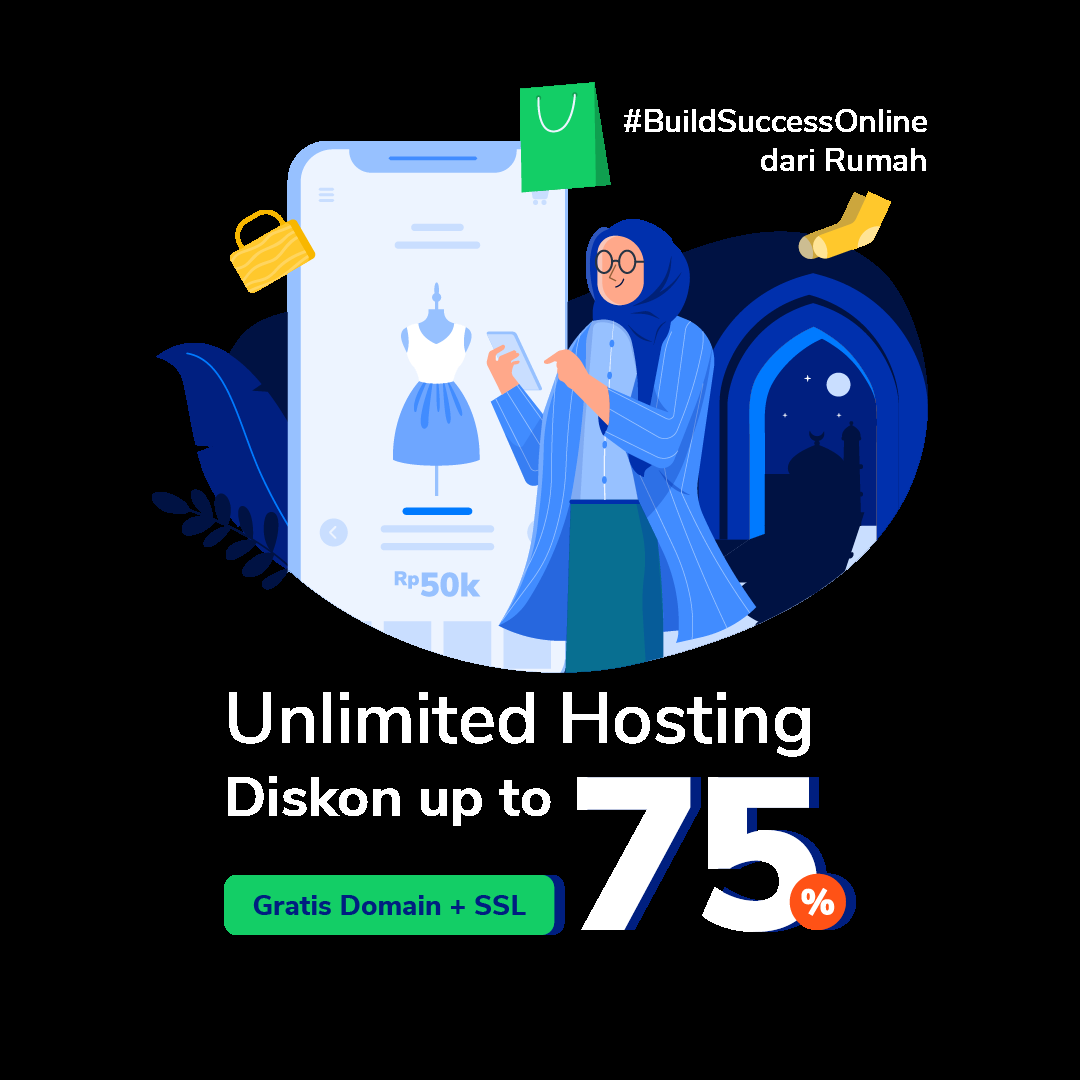 #BuildSuccessOnline
dari Rumah
Rp50k
Unlimited Hosting
Diskon up to 75%
Gratis Domain + SSL